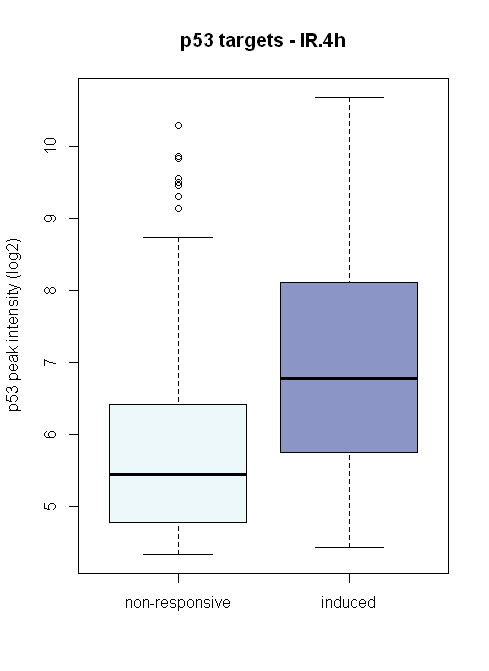 p53 targets - IR.4h
p53 peak intensity (log2)
10
9
8
7
6
5
non-responsive
induced